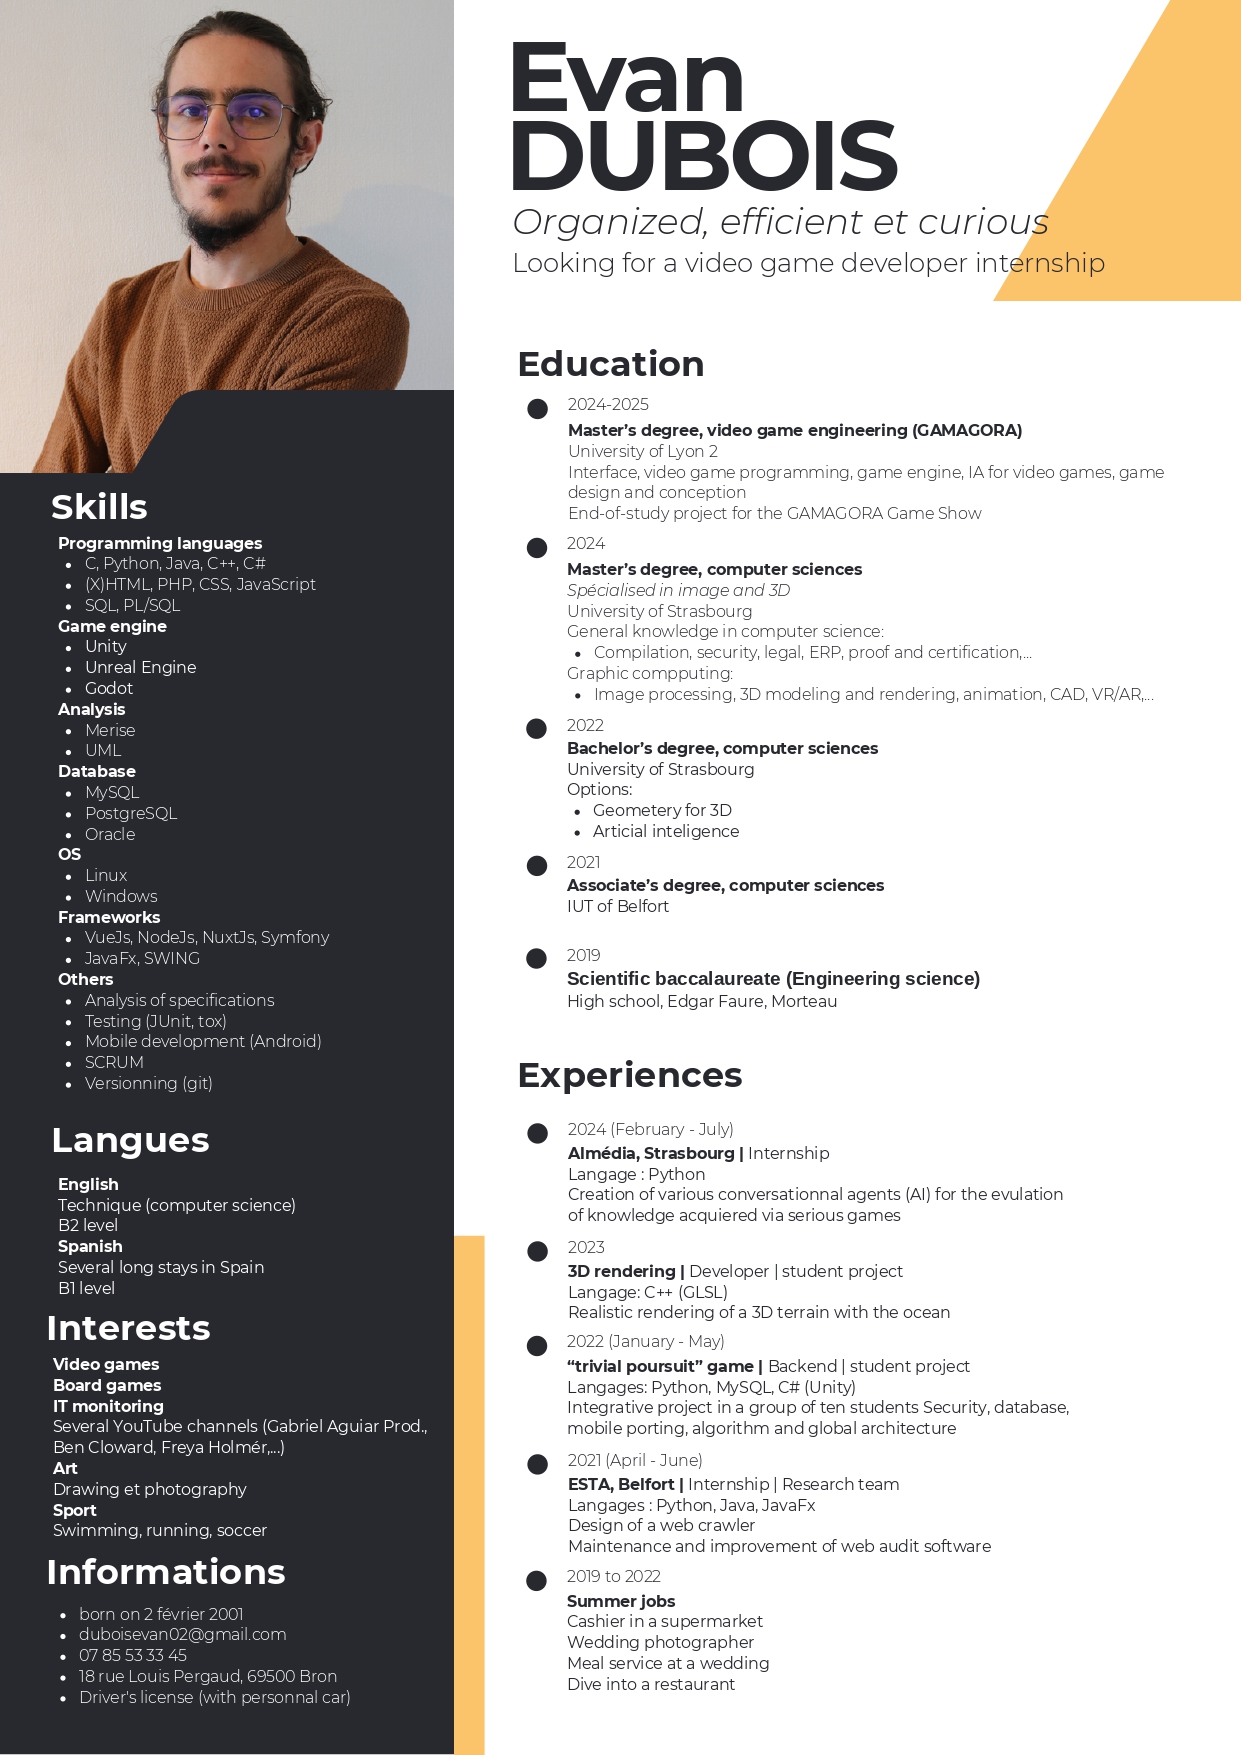 Evan
DUBOIS
Organized, efficient et curious
Looking for a video game developer internship
Skills
Programming languages
• C, Python, Java, C++, C#
• (X)HTML, PHP, CSS, JavaScript
• SQL, PL/SQL
Game engine
• Unity
• Unreal Engine
• Godot
Analysis
• Merise
• UML
Database
• MySQL
• PostgreSQL
• Oracle
OS
• Linux
• Windows
Frameworks
• VueJs, NodeJs, NuxtJs, Symfony
• JavaFx, SWING
Others
• Analysis of specifications
• Testing (JUnit, tox)
• Mobile development (Android)
• SCRUM
• Versionning (git)
Langues
English
Technique (computer science)
B2 level
Spanish
Several long stays in Spain
B1 level
Interests
Video games
Board games
IT monitoring
Several YouTube channels (Gabriel Aguiar Prod.,
Ben Cloward, Freya Holmér,...)
Art
Drawing et photography
Sport
Swimming, running, soccer
Informations
• born on 2 février 2001
• duboisevan02@gmail.com
• 07 85 53 33 45
• 18 rue Louis Pergaud, 69500 Bron
• Driver's license (with personnal car)
Education
2024-2025
Master’s degree, video game engineering (GAMAGORA)
University of Lyon 2
Interface, video game programming, game engine, IA for video games, game
design and conception
End-of-study project for the GAMAGORA Game Show
2024
Master’s degree, computer sciences
Spécialised in image and 3D
University of Strasbourg
General knowledge in computer science:
• Compilation, security, legal, ERP, proof and certification,...
Graphic compputing:
• Image processing, 3D modeling and rendering, animation, CAD, VR/AR,...
2022
Bachelor’s degree, computer sciences
University of Strasbourg
Options:
• Geometery for 3D
• Articial inteligence
2021
Associate’s degree, computer sciences
IUT of Belfort
2019
Scientific baccalaureate (Engineering science)
High school, Edgar Faure, Morteau
Experiences
2024 (February - July)
Almédia, Strasbourg | Internship
Langage : Python
Creation of various conversationnal agents (AI) for the evulation
of knowledge acquiered via serious games
2023
3D rendering | Developer | student project
Langage: C++ (GLSL)
Realistic rendering of a 3D terrain with the ocean
2022 (January - May)
“trivial poursuit” game | Backend | student project
Langages: Python, MySQL, C# (Unity)
Integrative project in a group of ten students Security, database,
mobile porting, algorithm and global architecture
2021 (April - June)
ESTA, Belfort | Internship | Research team
Langages : Python, Java, JavaFx
Design of a web crawler
Maintenance and improvement of web audit software
2019 to 2022
Summer jobs
Cashier in a supermarket
Wedding photographer
Meal service at a wedding
Dive into a restaurant